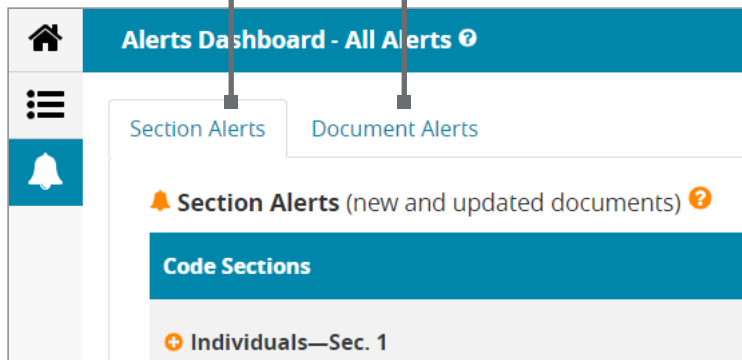 Alerts Dashboard - All Alerts ?
Section Alerts
Document Alerts
Section Alerts (new and updated documents) ?
Code Sections
Individuals—Sec. 1